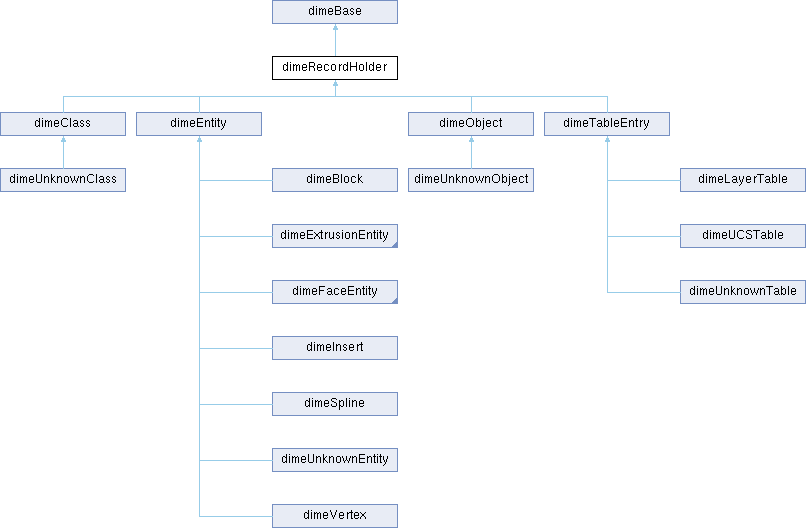 dimeBase
dimeRecordHolder
dimeClass
dimeEntity
dimeObject
dimeTableEntry
dimeUnknownClass
dimeBlock
dimeUnknownObject
dimeLayerTable
dimeExtrusionEntity
dimeUCSTable
dimeFaceEntity
dimeUnknownTable
dimeInsert
dimeSpline
dimeUnknownEntity
dimeVertex